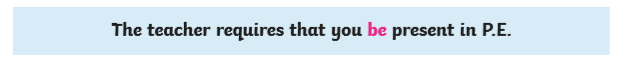 The teacher requires that you be present in P.E.